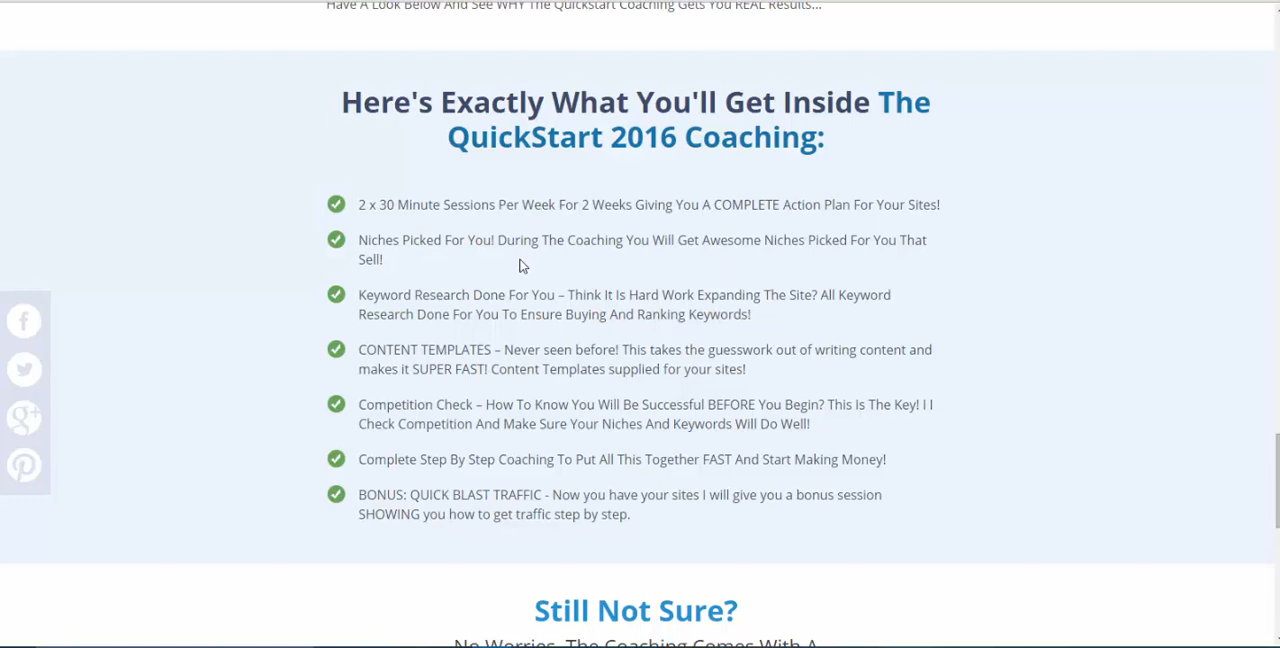 Have A Look Below And See WHY The Quickstart Coaching Gets You REAL Results...
Here's Exactly What You'll Get Inside The
QuickStart 2016 Coaching:
2 x 30 Minute Sessions Per Week For 2 Weeks Giving You A COMPLETE Action Plan For Your Sites!
Niches Picked For You! During The Coaching You Will Get Awesome Niches Picked For You That
Sell!
Keyword Research Done For You – Think It Is Hard Work Expanding The Site? All Keyword
Research Done For You To Ensure Buying And Ranking Keywords!
CONTENT TEMPLATES – Never seen before! This takes the guesswork out of writing content and
makes it SUPER FAST! Content Templates supplied for your sites!
Competition Check – How To Know You Will Be Successful BEFORE You Begin? This Is The Key! I I
Check Competition And Make Sure Your Niches And Keywords Will Do Well!
Complete Step By Step Coaching To Put All This Together FAST And Start Making Money!
BONUS: QUICK BLAST TRAFFIC - Now you have your sites I will give you a bonus session
SHOWING you how to get traffic step by step.
Still Not Sure?
No Worries, The Coaching Comes With A